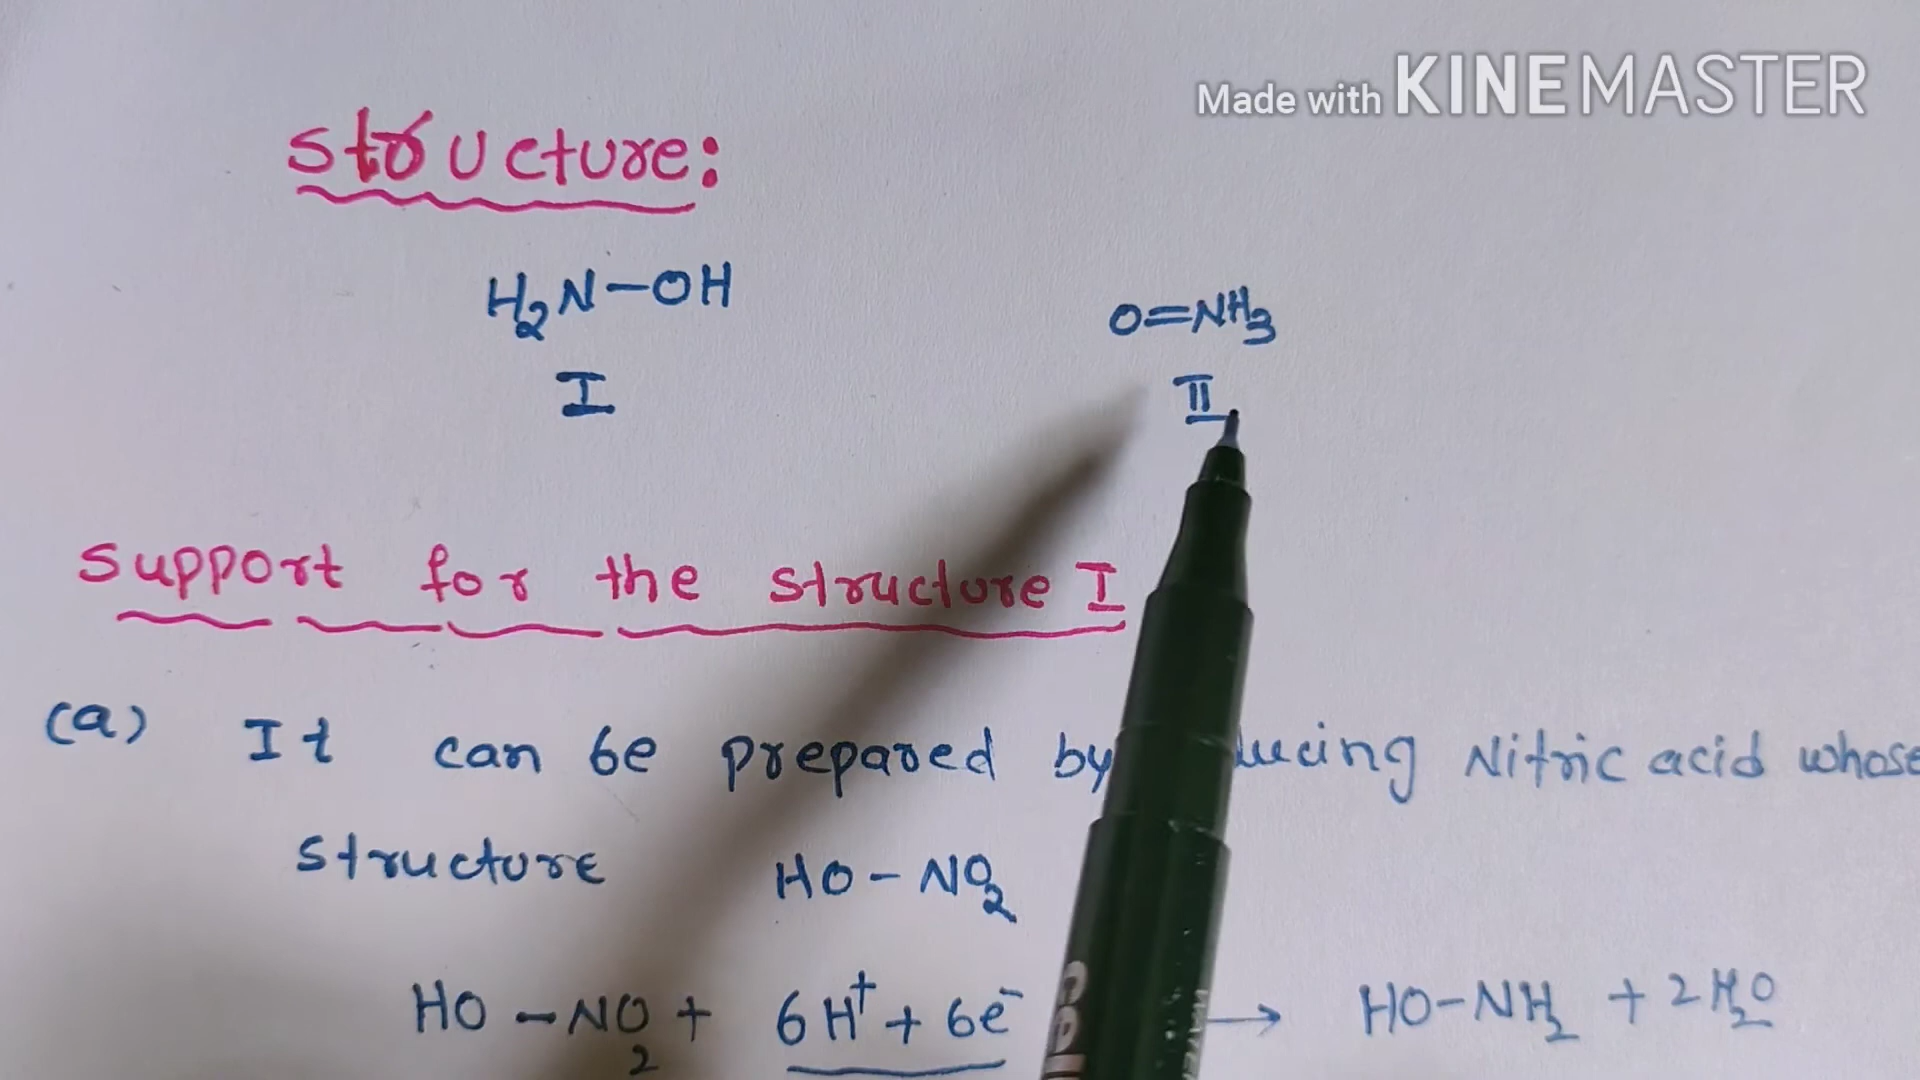 Made with KINEMASTER
Structure:
H₂N-OH
O=NH₃
I
II
Support for the structure I
(a) It can be prepared by ducing Nitric acid whose
structure HO-NO₂
HO-NO₂ + 6H⁺ + 6e⁻ → HO-NH₂ + 2H₂O